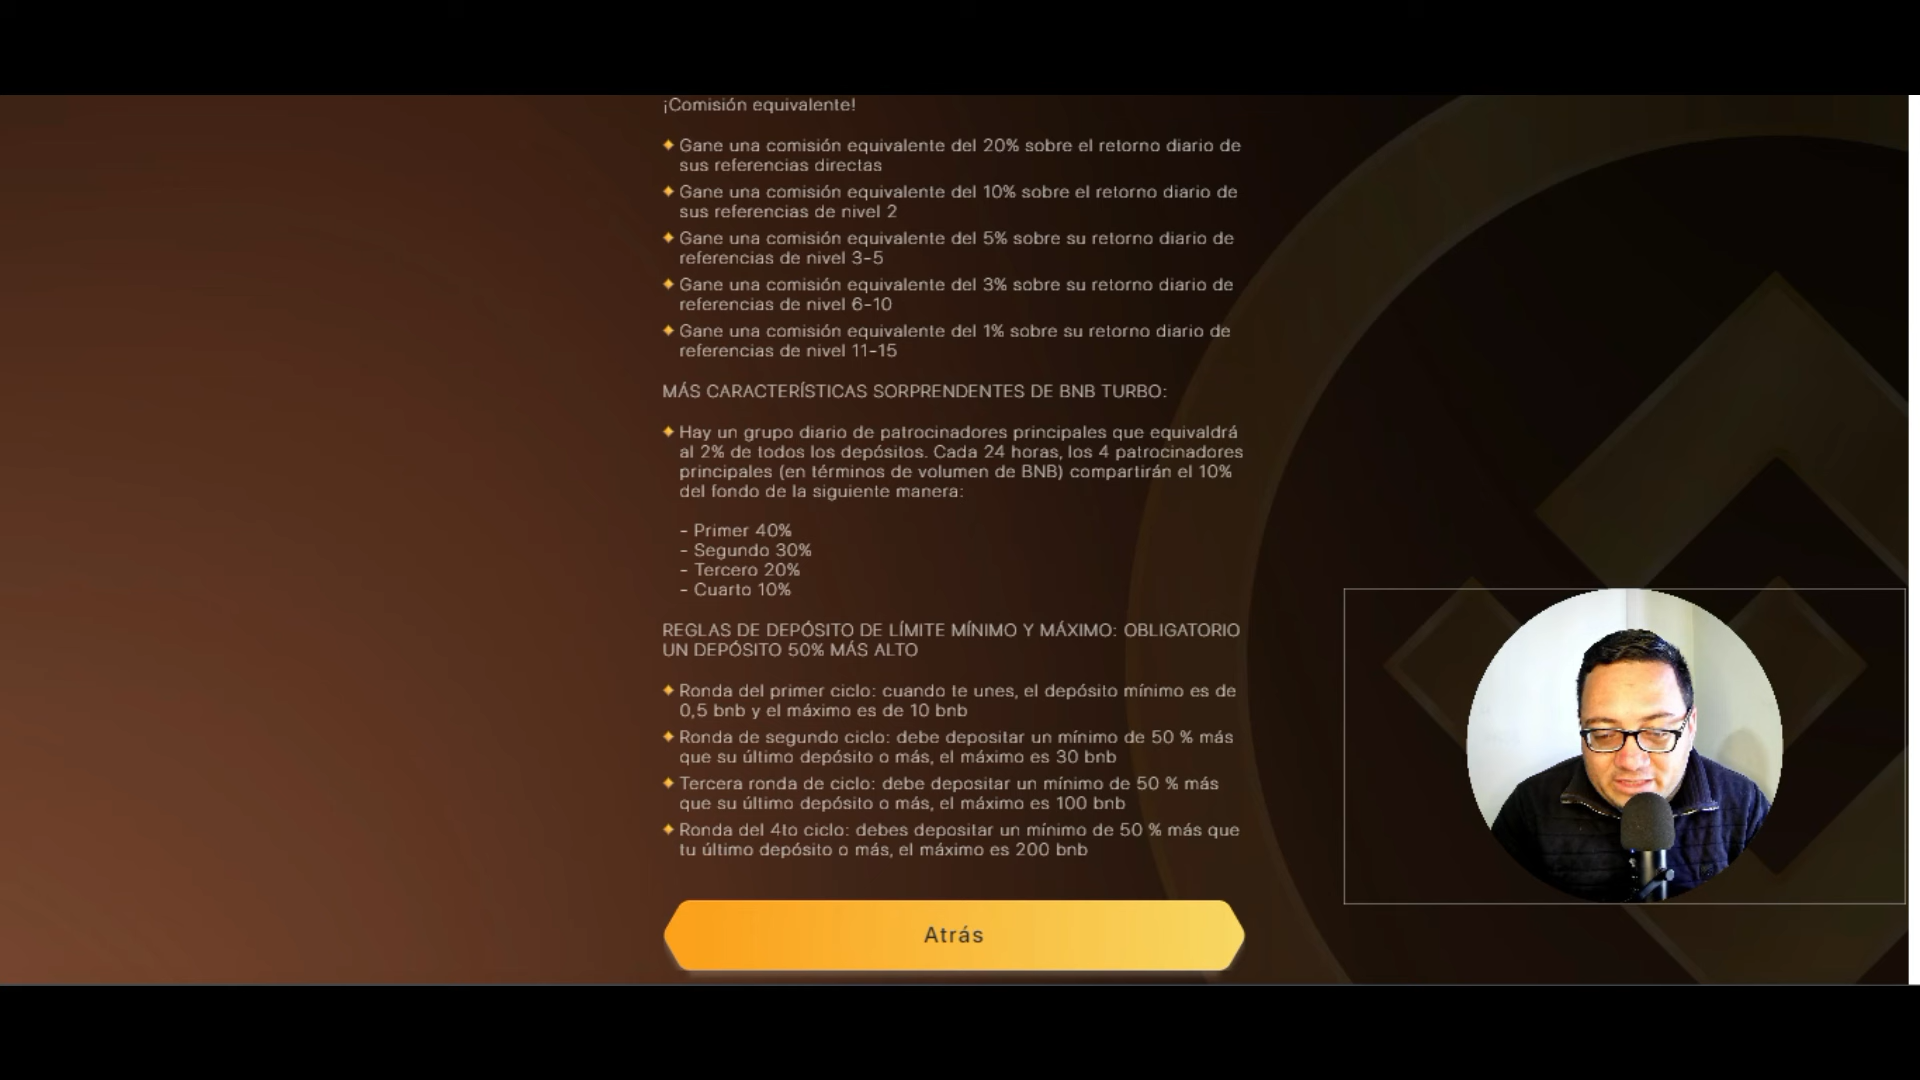 ¡Comisión equivalente!
Gane una comisión equivalente del 20% sobre el retorno diario de
sus referencias directas
Gane una comisión equivalente del 10% sobre el retorno diario de
sus referencias de nivel 2
Gane una comisión equivalente del 5% sobre su retorno diario de
referencias de nivel 3-5
Gane una comisión equivalente del 3% sobre su retorno diario de
referencias de nivel 6-10
Gane una comisión equivalente del 1% sobre su retorno diario de
referencias de nivel 11-15
MÁS CARACTERÍSTICAS SORPRENDENTES DE BNB TURBO:
Hay un grupo diario de patrocinadores principales que equivaldrá
al 2% de todos los depósitos. Cada 24 horas, los 4 patrocinadores
principales (en términos de volumen de BNB) compartirán el 10%
del fondo de la siguiente manera:
- Primer 40%
- Segundo 30%
- Tercero 20%
- Cuarto 10%
REGLAS DE DEPÓSITO DE LÍMITE MÍNIMO Y MÁXIMO: OBLIGATORIO
UN DEPÓSITO 50% MÁS ALTO
Ronda del primer ciclo: cuando te unes, el depósito mínimo es de
0,5 bnb y el máximo es de 10 bnb
Ronda de segundo ciclo: debe depositar un mínimo de 50 % más
que su último depósito o más, el máximo es 30 bnb
Tercera ronda de ciclo: debe depositar un mínimo de 50 % más
que su último depósito o más, el máximo es 100 bnb
Ronda del 4to ciclo: debes depositar un mínimo de 50 % más que
tu último depósito o más, el máximo es 200 bnb
Atrás